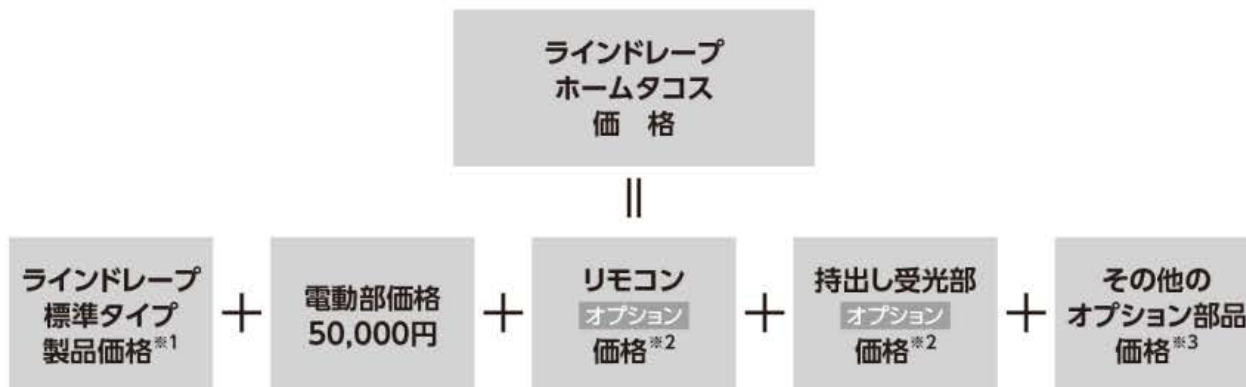 ラインドレープ
ホームタコス
価　格
||
ラインドレープ
標準タイプ
製品価格※1
+
電動部価格
50,000円
+
リモコン
オプション
価格※2
+
持出し受光部
オプション
価格※2
+
その他の
オプション部品
価格※3